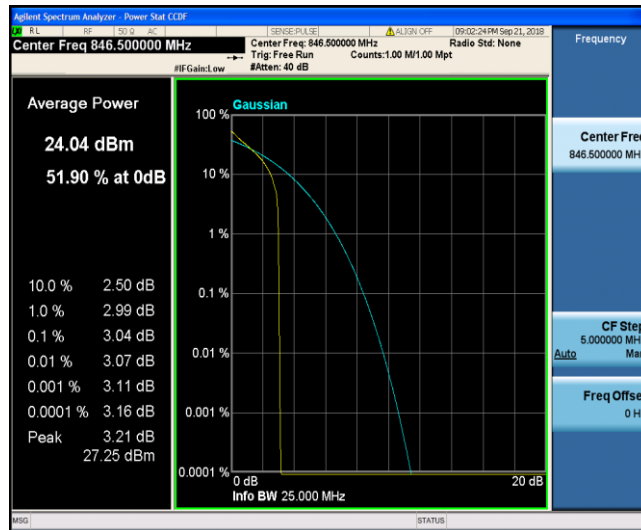 Agilent Spectrum Analyzer - Power Stat CCDF
RL RF 50 Ω AC SENSE:PULSE ALIGN OFF 09:02:24 PM Sep 21, 2018
Center Freq 846.500000 MHz
Center Freq: 846.500000 MHz Radio Std: None
Trig: Free Run Counts:1.00 M/1.00 Mpt
#IFGain:Low #Atten: 40 dB
Frequency
Average Power
24.04 dBm
51.90 % at 0dB
10.0 % 2.50 dB
1.0 % 2.99 dB
0.1 % 3.04 dB
0.01 % 3.07 dB
0.001 % 3.11 dB
0.0001 % 3.16 dB
Peak 3.21 dB
27.25 dBm
Gaussian
100 %
10 %
1 %
0.1 %
0.01 %
0.001 %
0.0001 %
0 dB 20 dB
Info BW 25.000 MHz
Center Fre
846.500000 MH
CF Step
5.000000 MH
Auto Ma
Freq Offse
0 H
MSG STATUS